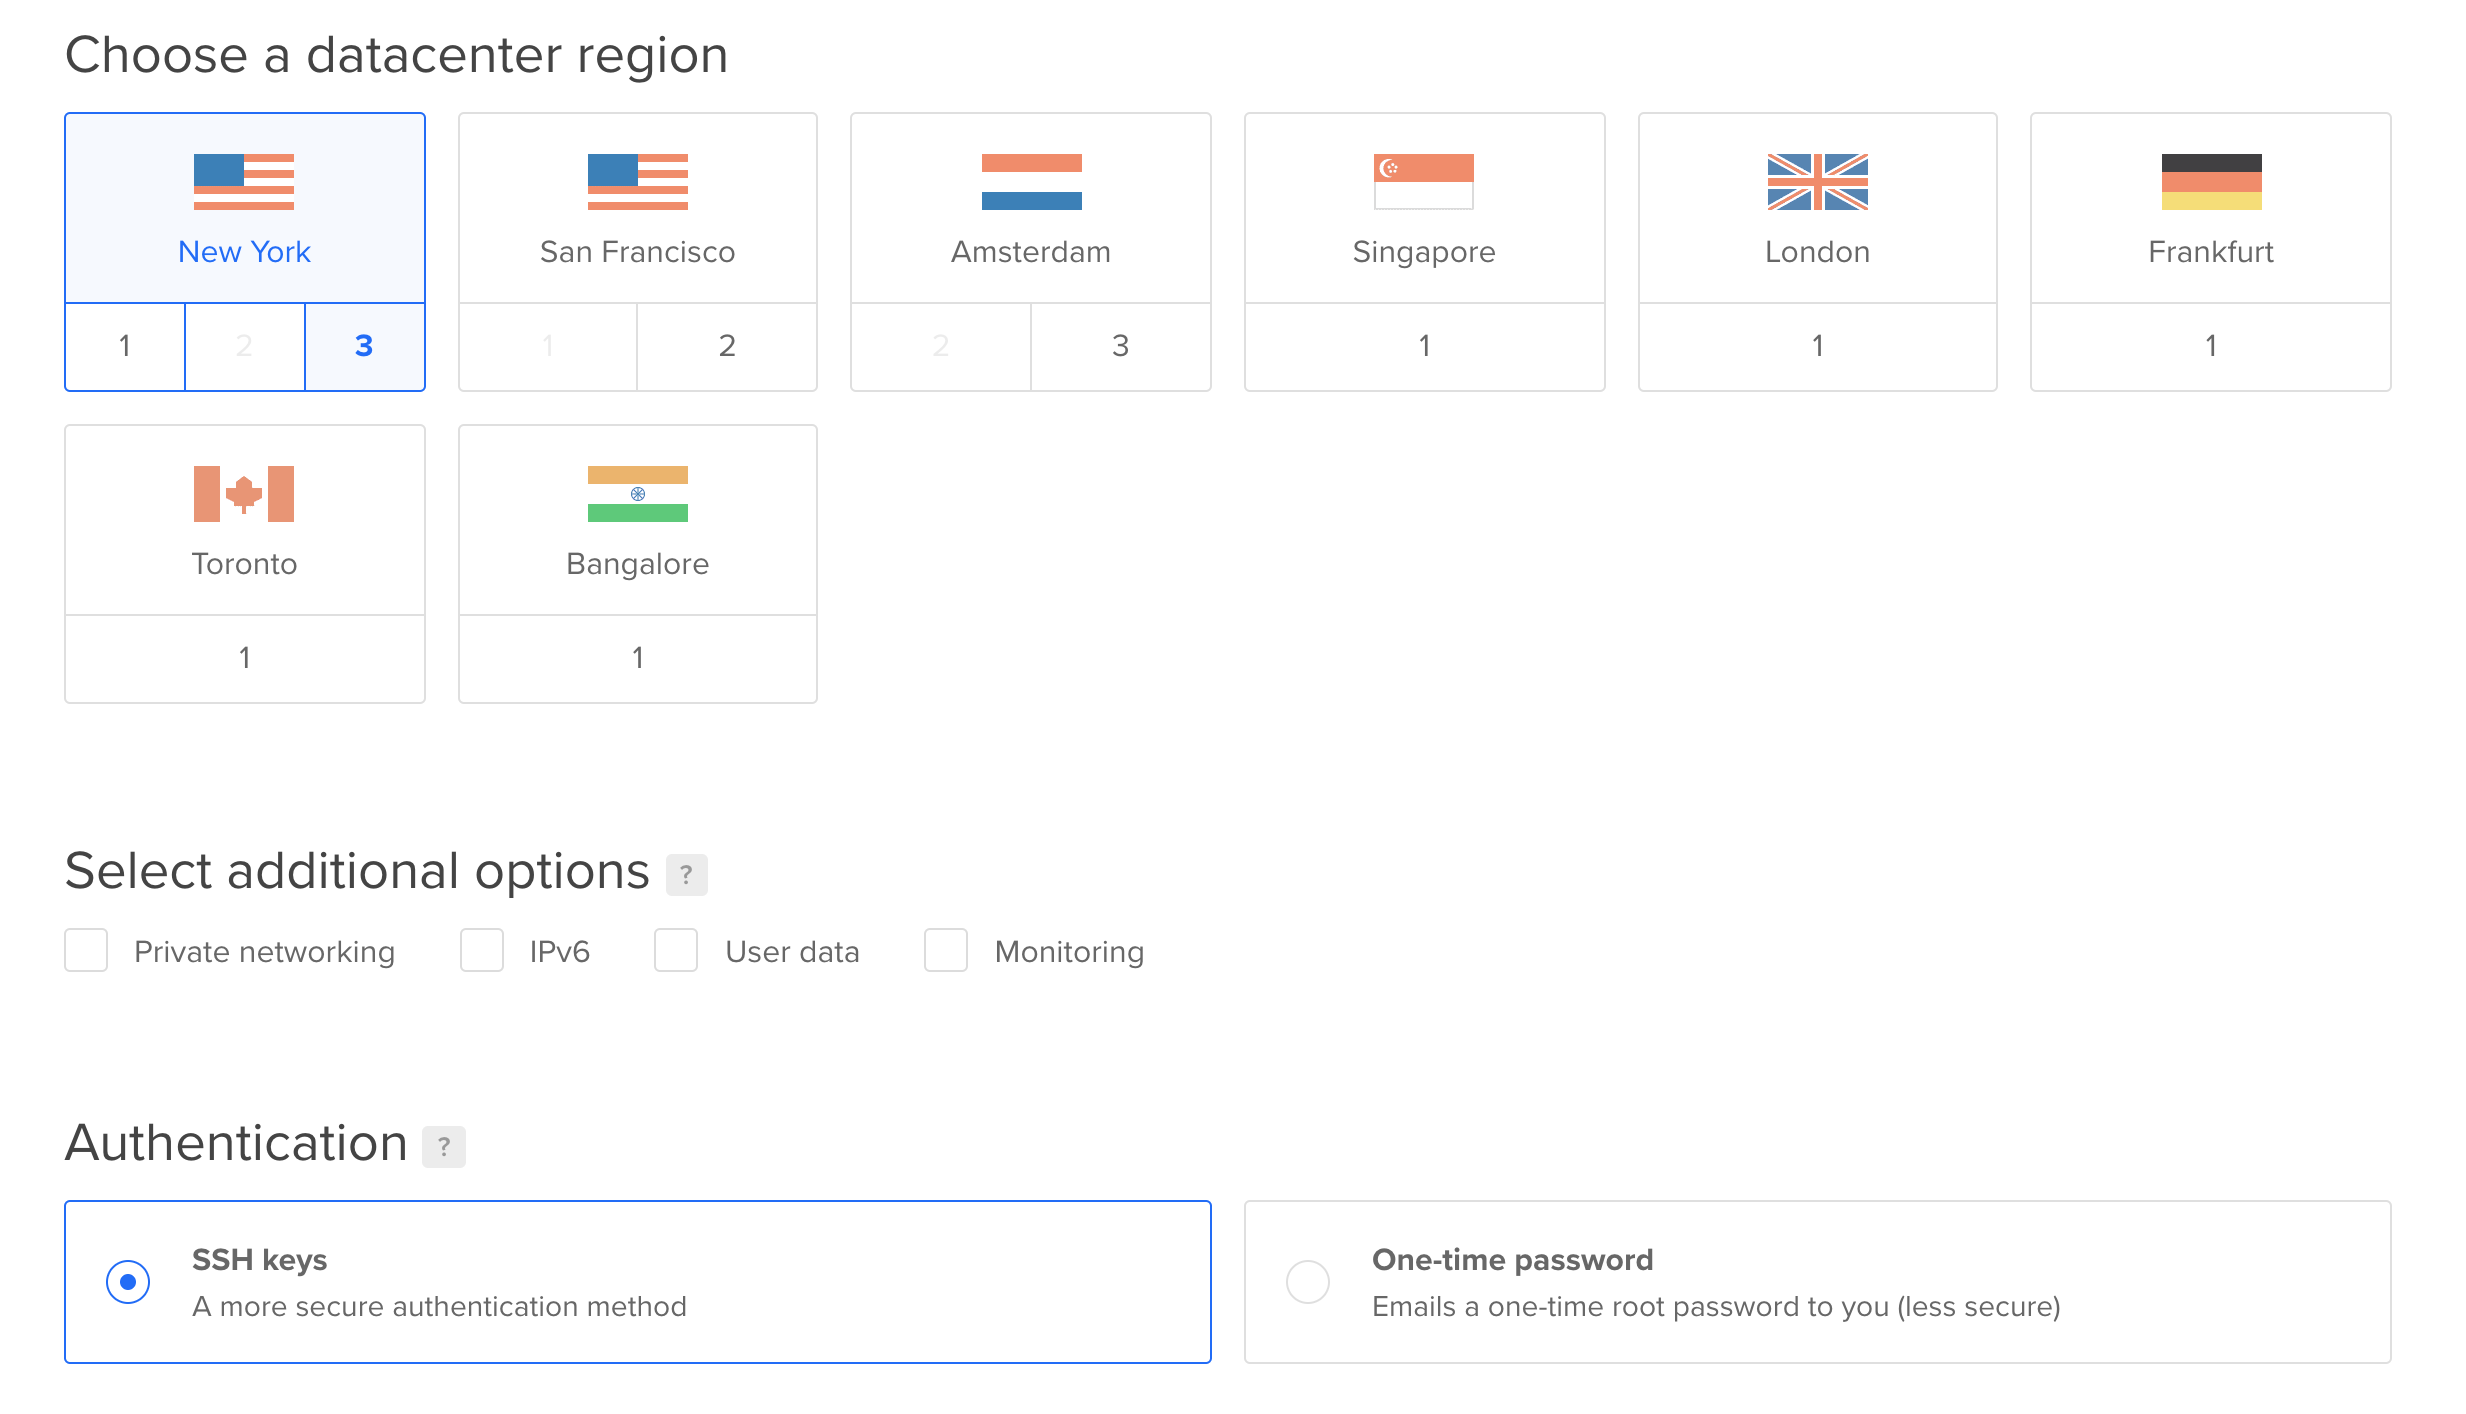 Choose a datacenter region
New York San Francisco Amsterdam Singapore London Frankfurt
1 2 3 1 2 2 3 1 1 1
Toronto Bangalore
1 1
Select additional options ?
Private networking IPv6 User data Monitoring
Authentication ?
SSH keys One-time password
A more secure authentication method Emails a one-time root password to you (less secure)